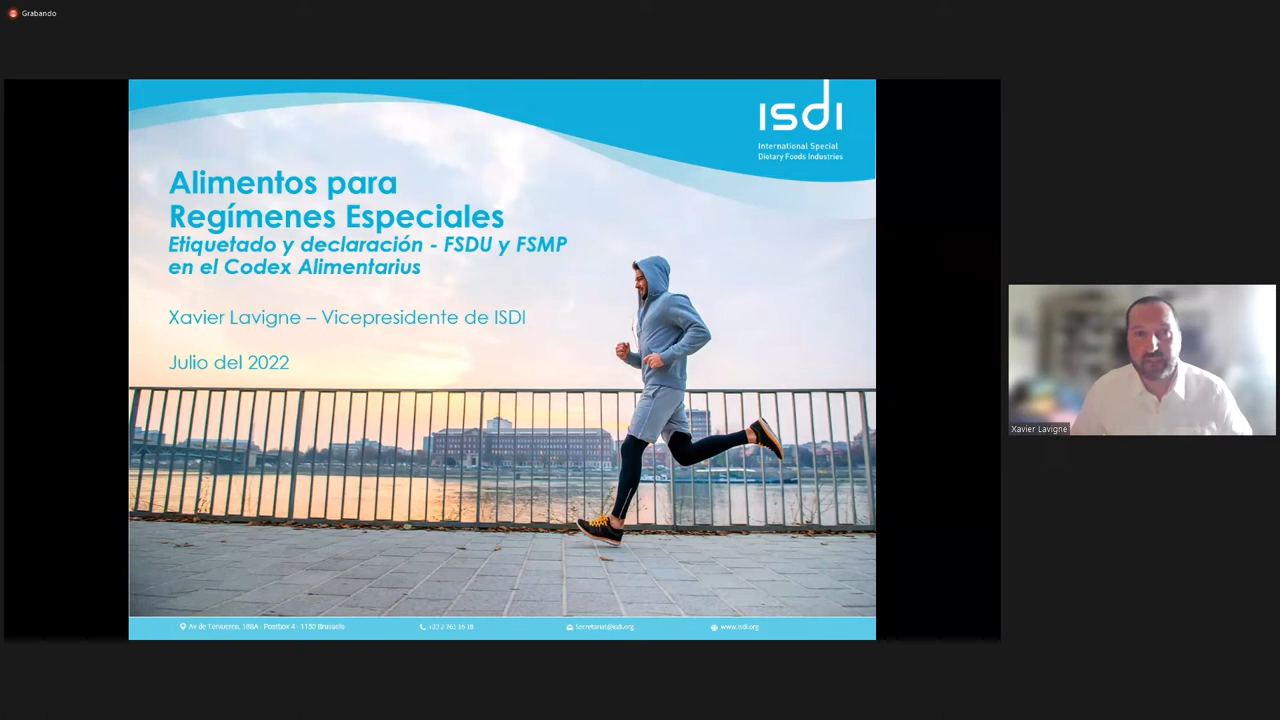 Grabando
ISDI
International Special
Dietary Foods Industries
Alimentos para
Regímenes Especiales
Etiquetado y declaración - FSDU y FSMP
en el Codex Alimentarius
Xavier Lavigne – Vicepresidente de ISDI
Julio del 2022
Xavier Lavigne
Av de Tervueren, 188A - Postbox 4 - 1150 Brussels
+32 2 761 16 18
Secretariat@isdi.org
www.isdi.org